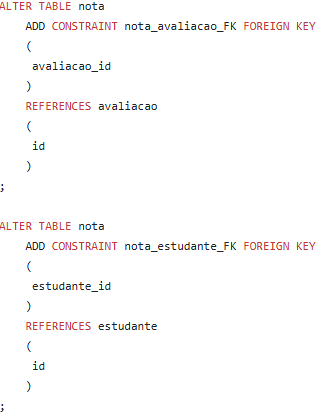 ALTER TABLE nota
ADD CONSTRAINT nota_avaliacao_FK FOREIGN KEY
(
avaliacao_id
)
REFERENCES avaliacao
(
id
)
;
ALTER TABLE nota
ADD CONSTRAINT nota_estudante_FK FOREIGN KEY
(
estudante_id
)
REFERENCES estudante
(
id
)
;